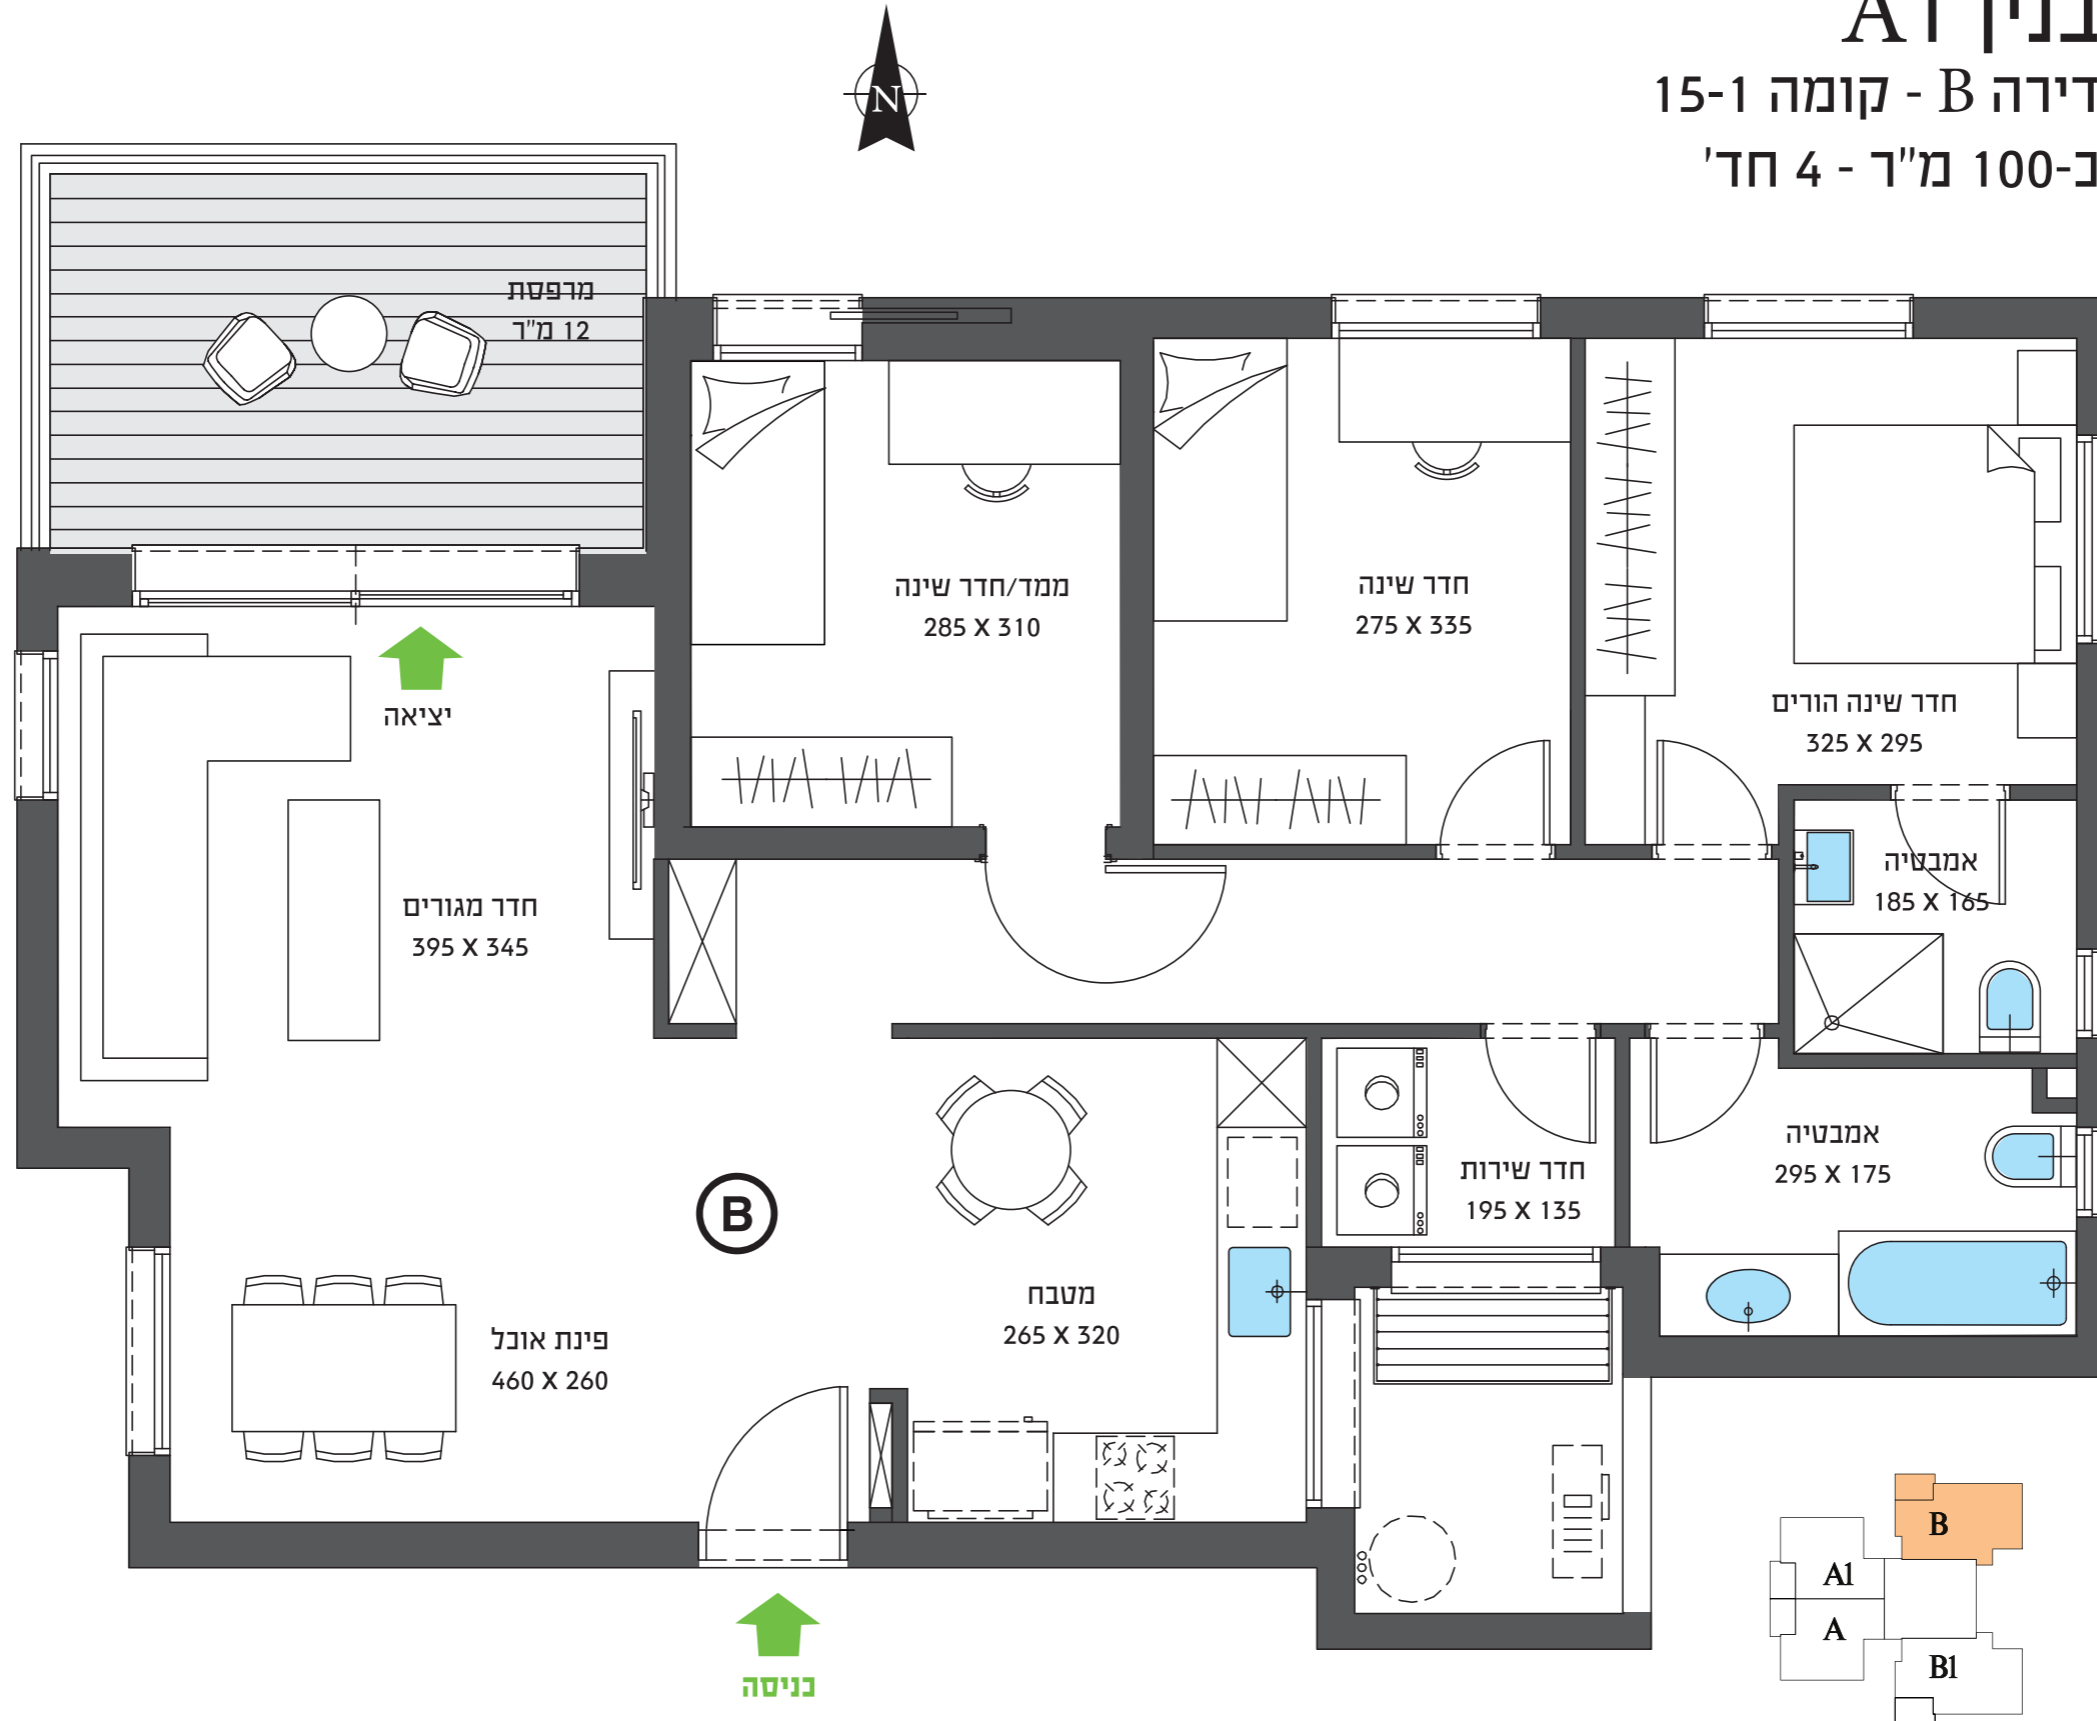 בנין A1
דירה B - קומה 15-1
כ-100 מ"ר - 4 חד'
N
מרפסת
12 מ"ר
ממד/חדר שינה
285 X 310
חדר שינה
275 X 335
חדר שינה הורים
325 X 295
יציאה
אמבטיה
185 X 165
חדר מגורים
395 X 345
אמבטיה
295 X 175
חדר שירות
195 X 135
B
מטבח
265 X 320
פינת אוכל
460 X 260
כניסה
B
A1
A
B1